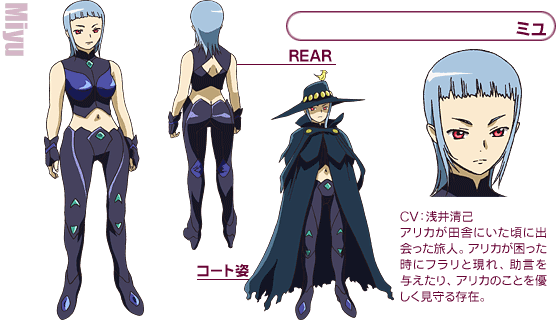 Miyu
ミユ
REAR
コート姿
CV：浅井清己
アリカが田舎にいた頃に出
会った旅人。アリカが困った
時にフラリと現れ、助言を
与えたり、アリカのことを優
しく見守る存在。